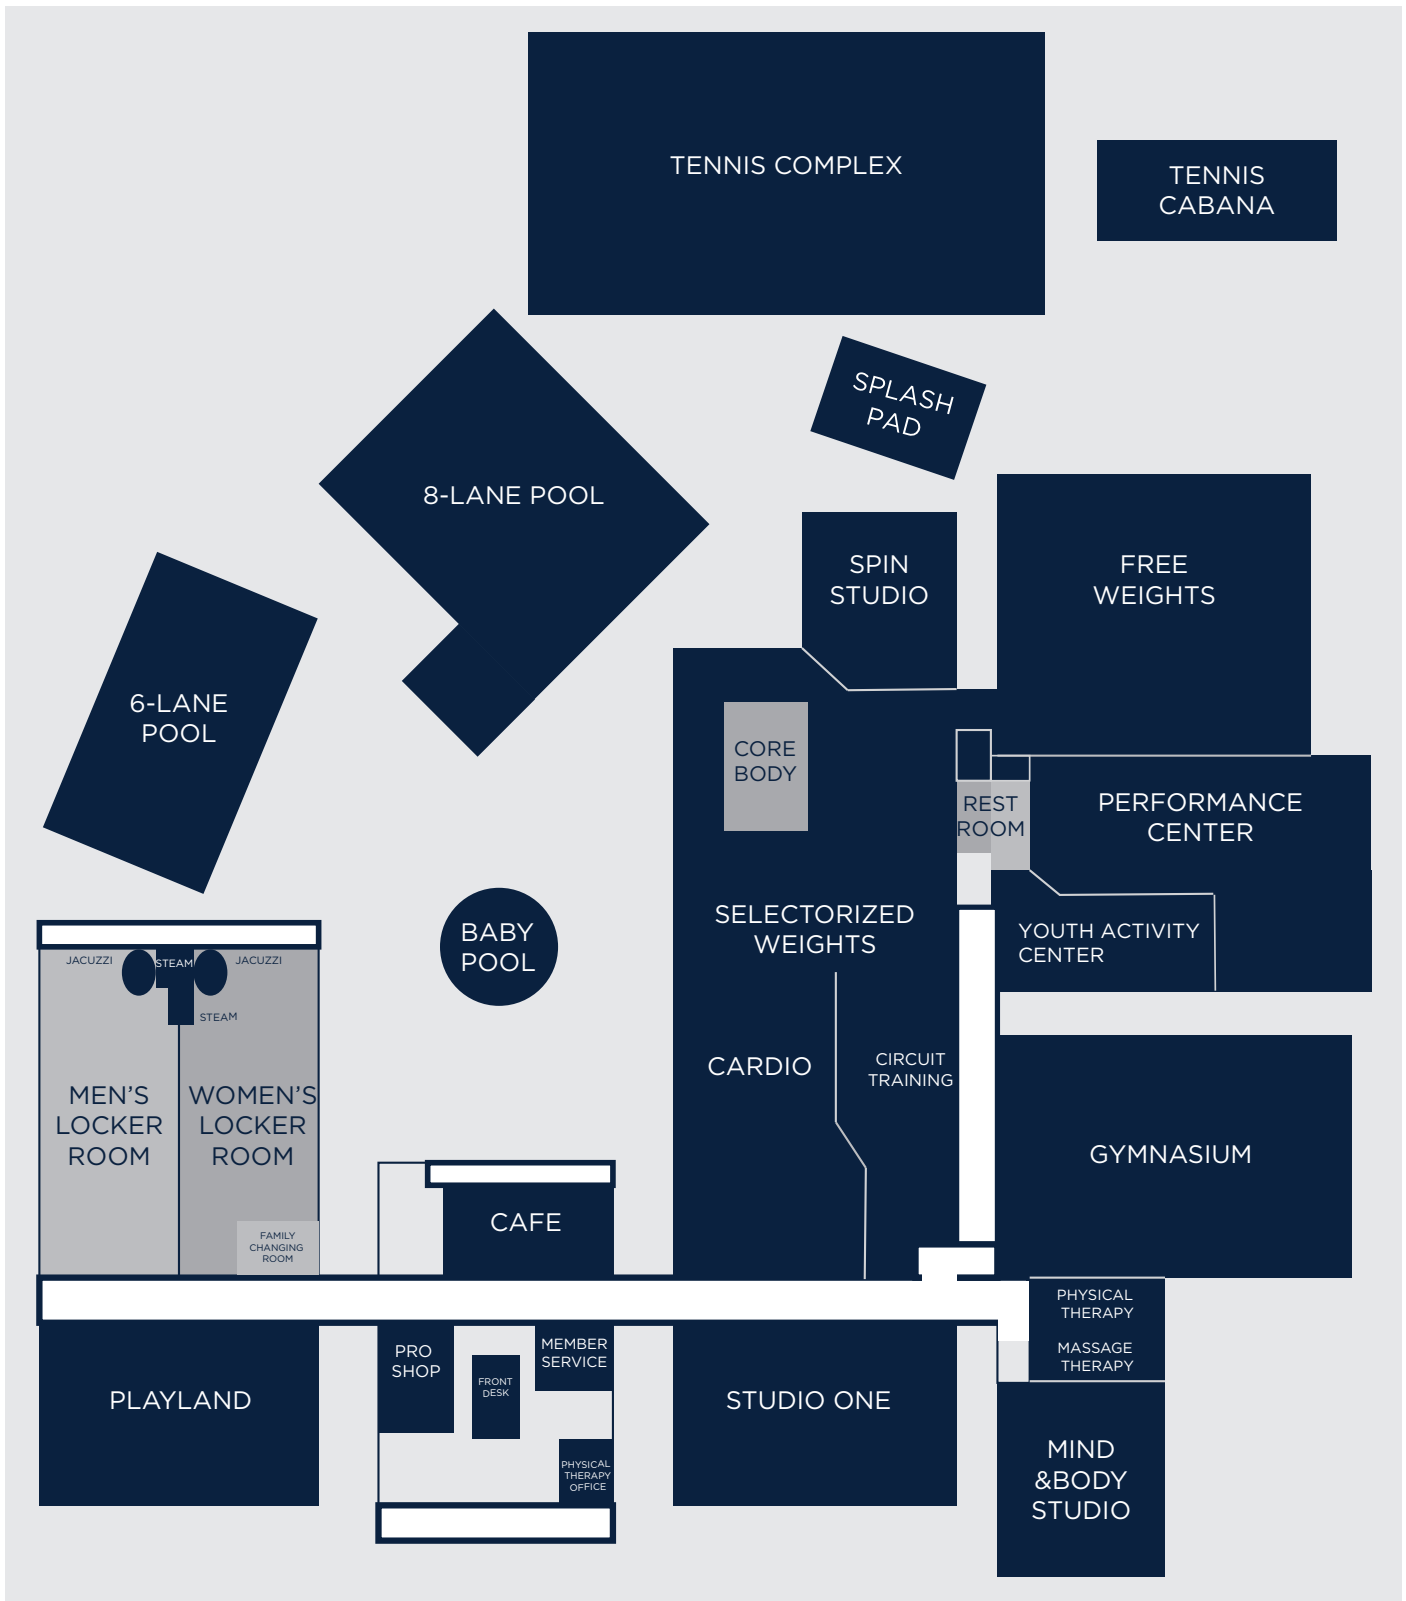 TENNIS COMPLEX
TENNIS
CABANA
SPLASH
PAD
8-LANE POOL
SPIN
STUDIO
FREE
WEIGHTS
6-LANE
POOL
CORE
BODY
REST
ROOM
PERFORMANCE
CENTER
SELECTORIZED
WEIGHTS
BABY
POOL
YOUTH ACTIVITY
CENTER
JACUZZI
STEAM
JACUZZI
STEAM
CARDIO
CIRCUIT
TRAINING
MEN'S
LOCKER
ROOM
WOMEN'S
LOCKER
ROOM
GYMNASIUM
CAFE
FAMILY
CHANGING
ROOM
PHYSICAL
THERAPY
MASSAGE
THERAPY
PRO
SHOP
FRONT
DESK
MEMBER
SERVICE
PLAYLAND
STUDIO ONE
PHYSICAL
THERAPY
OFFICE
MIND
&BODY
STUDIO